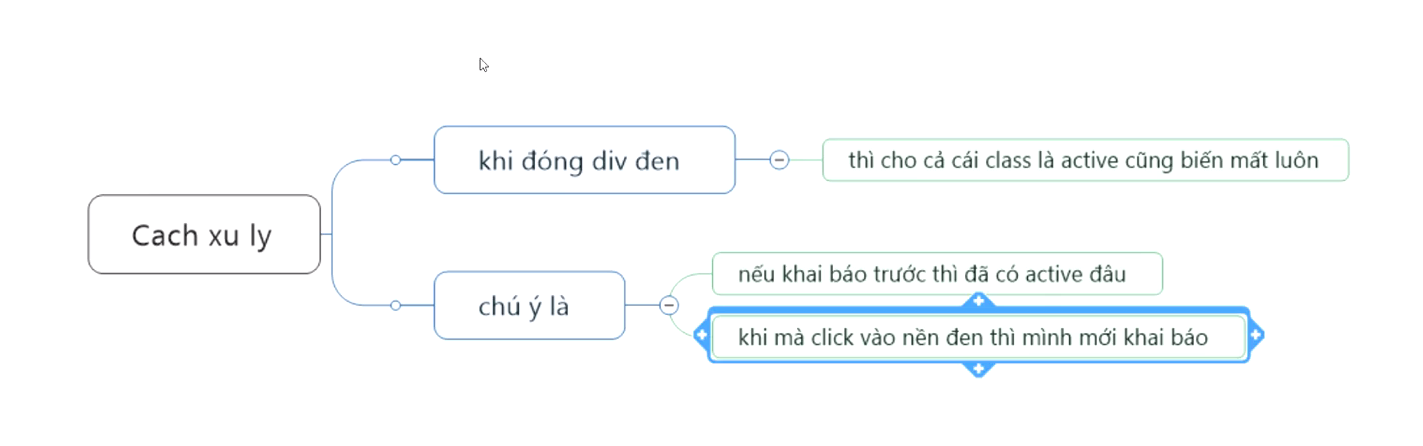 Cach xu ly
khi đóng div đen
thì cho cả cái class là active cũng biến mất luôn
chú ý là
nếu khai báo trước thì đã có active đâu
khi mà click vào nền đen thì mình mới khai báo